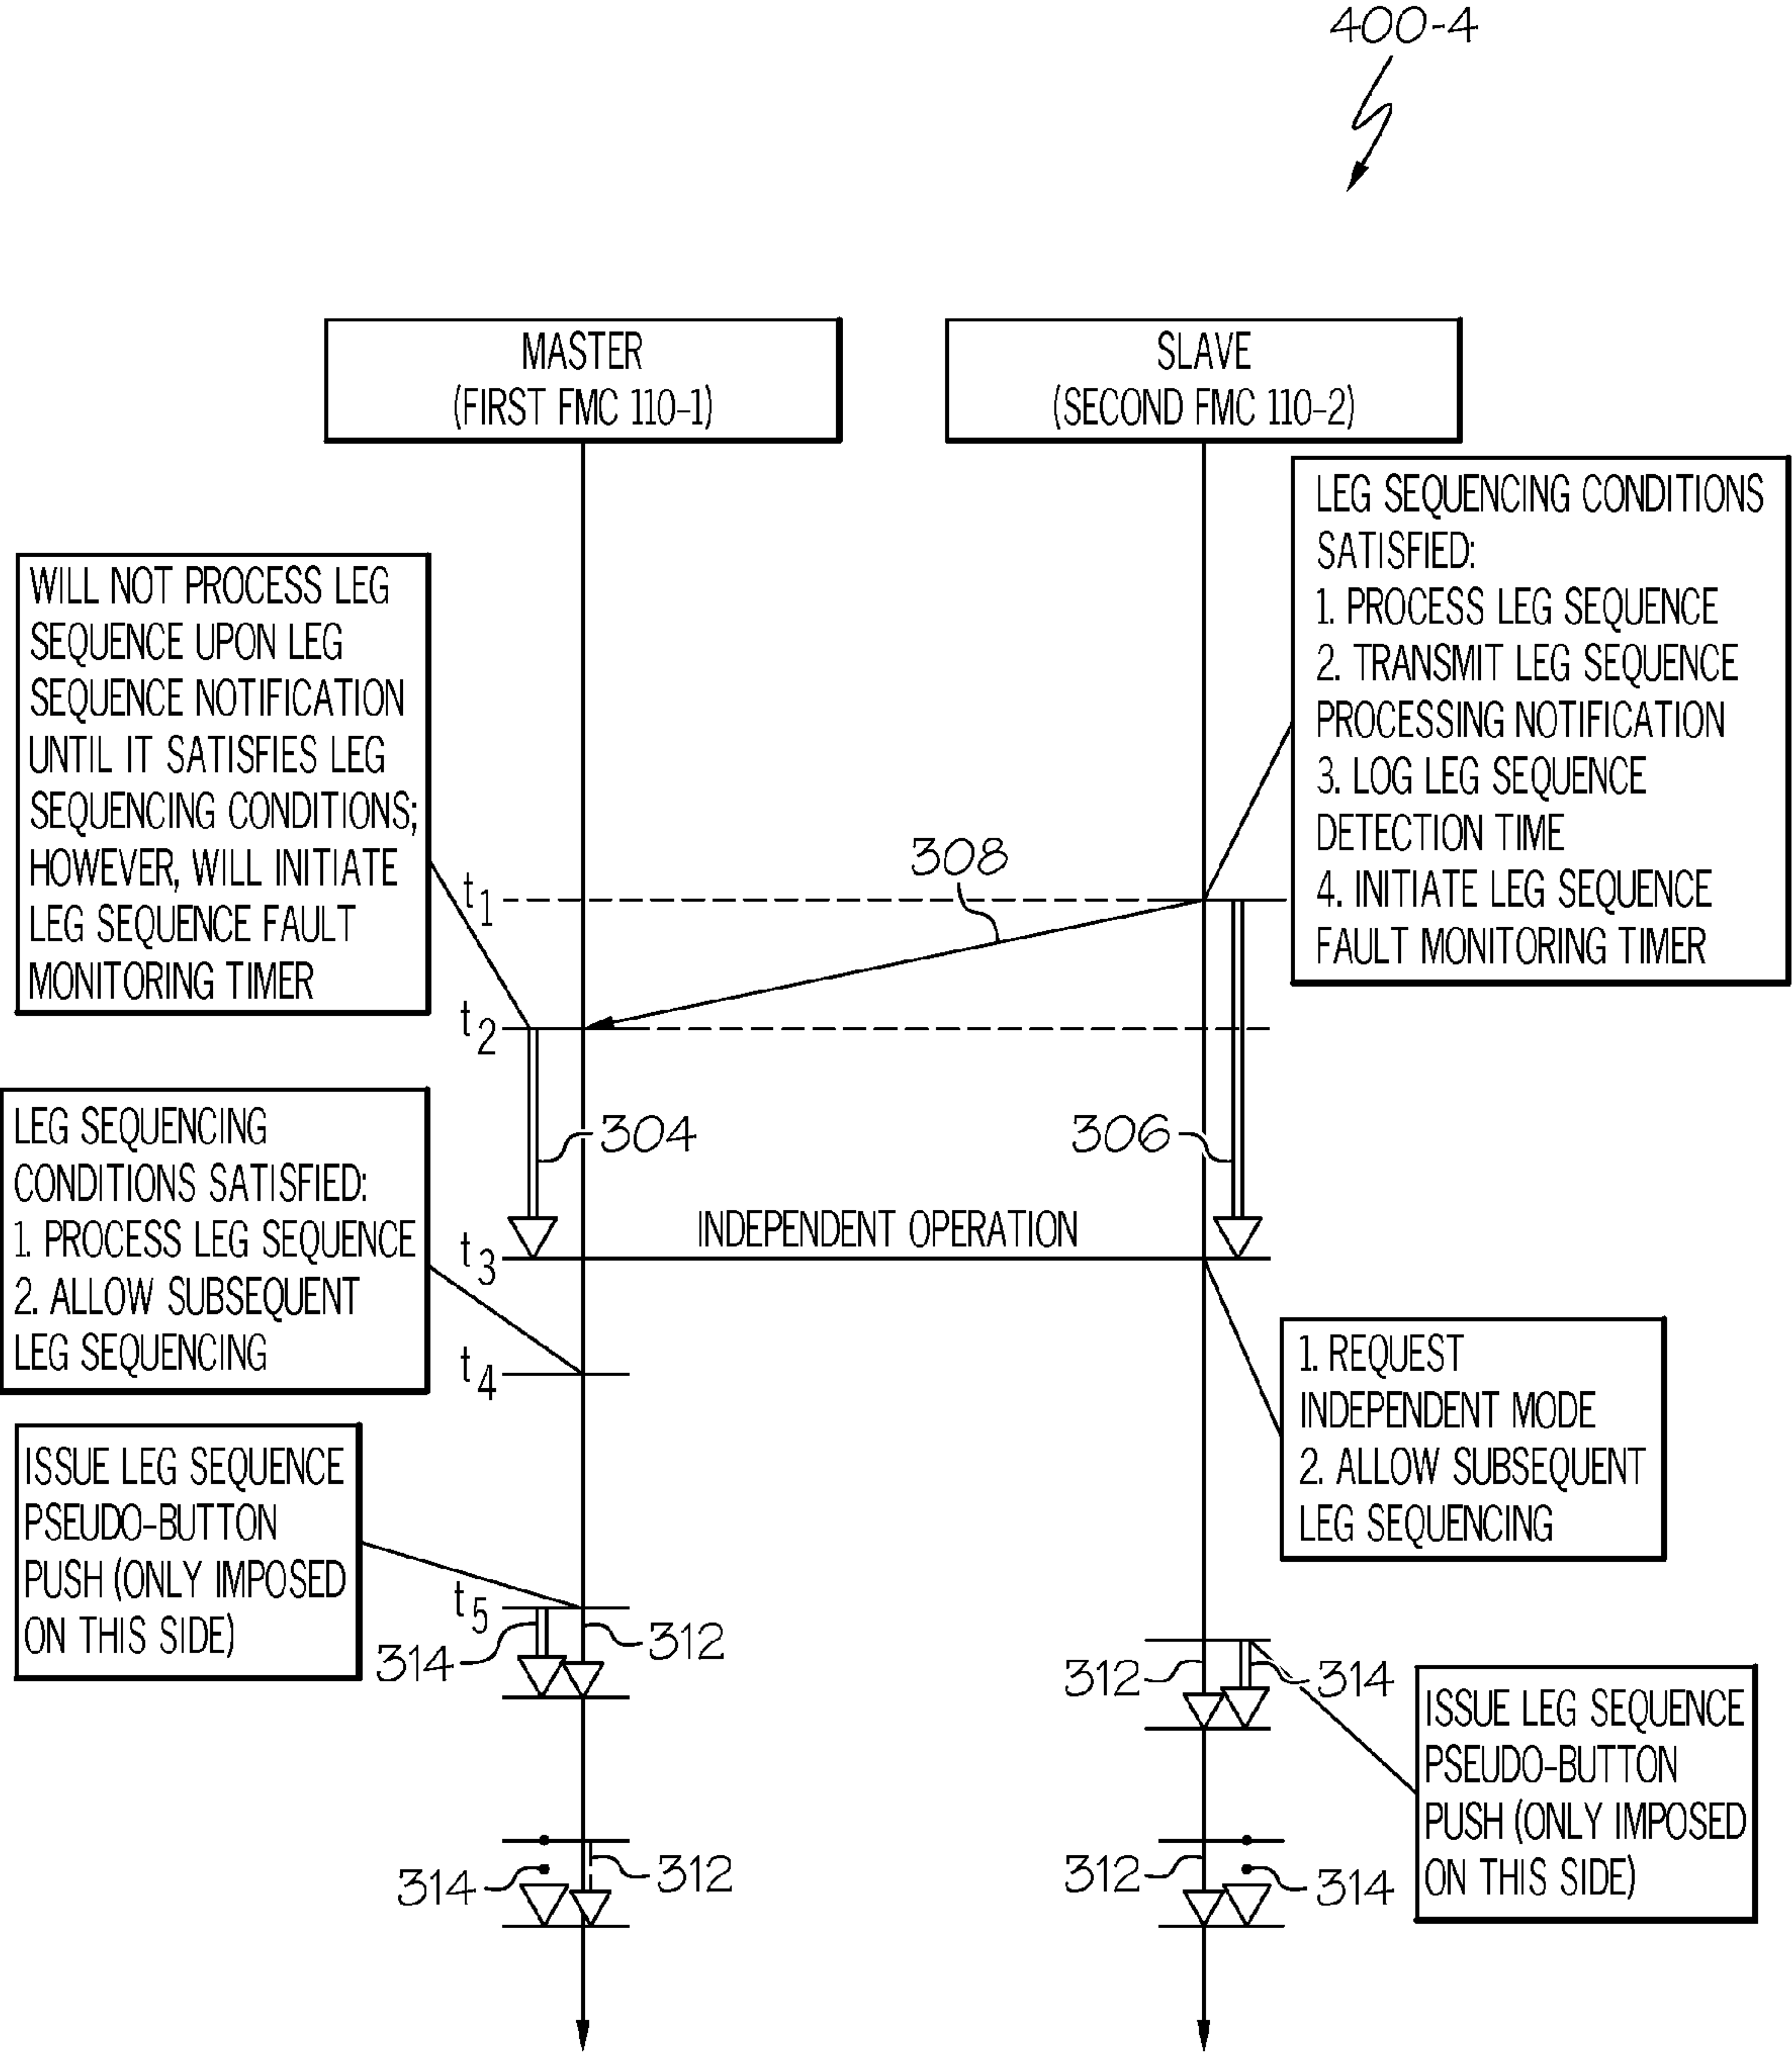 400-4
MASTER
(FIRST FMC 110-1)
SLAVE
(SECOND FMC 110-2)
LEG SEQUENCING CONDITIONS
SATISFIED:
1. PROCESS LEG SEQUENCE
2. TRANSMIT LEG SEQUENCE
PROCESSING NOTIFICATION
3. LOG LEG SEQUENCE
DETECTION TIME
4. INITIATE LEG SEQUENCE
FAULT MONITORING TIMER
WILL NOT PROCESS LEG
SEQUENCE UPON LEG
SEQUENCE NOTIFICATION
UNTIL IT SATISFIES LEG
SEQUENCING CONDITIONS;
HOWEVER, WILL INITIATE
LEG SEQUENCE FAULT
MONITORING TIMER
308
t1
t2
304
306
LEG SEQUENCING
CONDITIONS SATISFIED:
1. PROCESS LEG SEQUENCE
2. ALLOW SUBSEQUENT
LEG SEQUENCING
INDEPENDENT OPERATION
t3
t4
1. REQUEST
INDEPENDENT MODE
2. ALLOW SUBSEQUENT
LEG SEQUENCING
ISSUE LEG SEQUENCE
PSEUDO-BUTTON
PUSH (ONLY IMPOSED
ON THIS SIDE)
t5
314
312
312
314
ISSUE LEG SEQUENCE
PSEUDO-BUTTON
PUSH (ONLY IMPOSED
ON THIS SIDE)
314
312
312
314